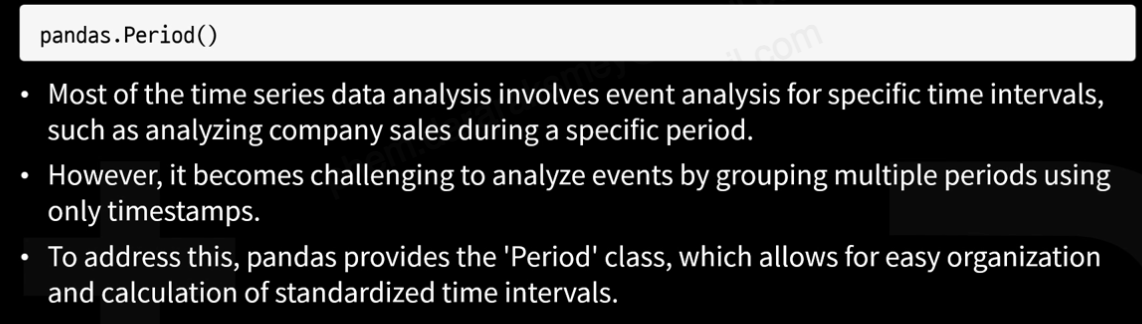 pandas.Period()
• Most of the time series data analysis involves event analysis for specific time intervals,
such as analyzing company sales during a specific period.
• However, it becomes challenging to analyze events by grouping multiple periods using
only timestamps.
• To address this, pandas provides the 'Period' class, which allows for easy organization
and calculation of standardized time intervals.